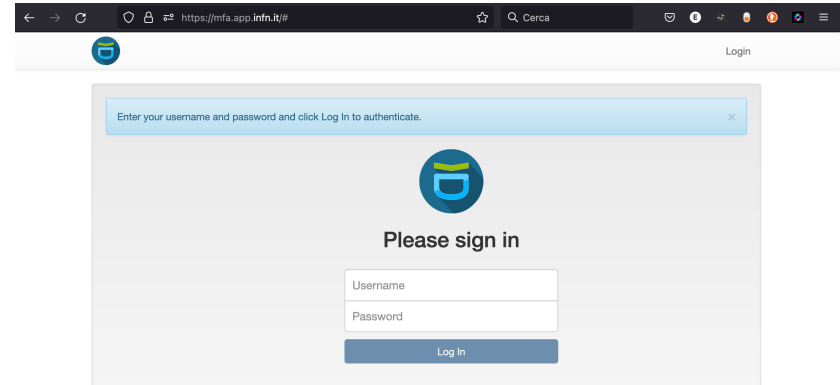 https://mfa.app.infn.it/#
Cerca
Login
Enter your username and password and click Log In to authenticate.
×
Please sign in
Username
Password
Log In